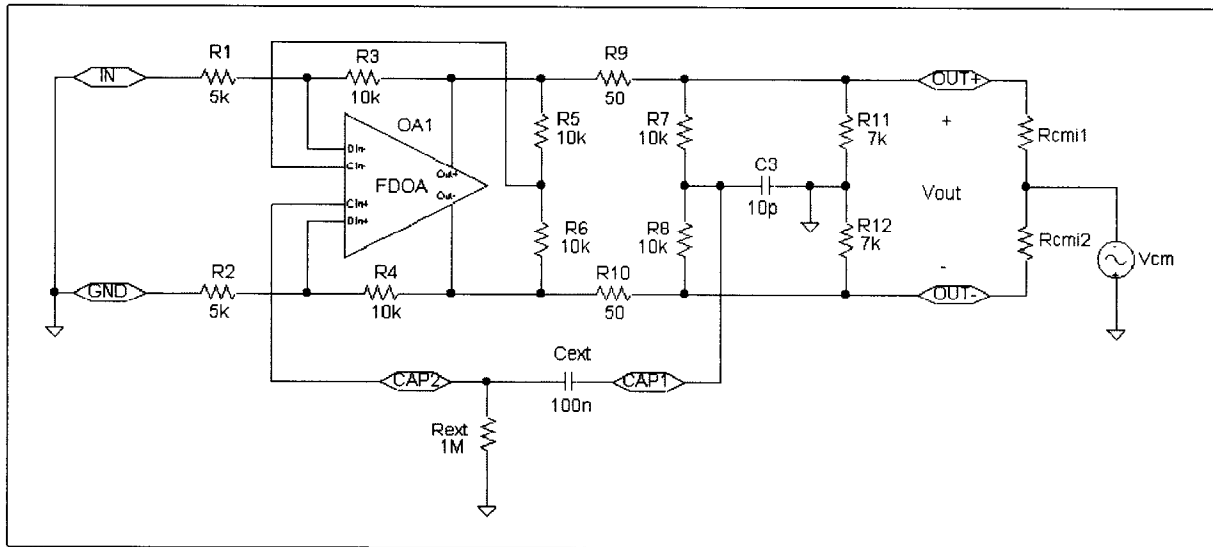 IN
R1
5k
R3
10k
OA1
Din-
Cin-
Cin+
Din+
FDOA
Out+
Out-
R5
10k
R6
10k
R9
50
R7
10k
R8
10k
C3
10p
R11
7k
R12
7k
OUT+
+
Vout
-
OUT-
Rcmi1
Rcmi2
-
+
Vcm
GND
R2
5k
R4
10k
R10
50
CAP2
Cext
100n
CAP1
Rext
1M